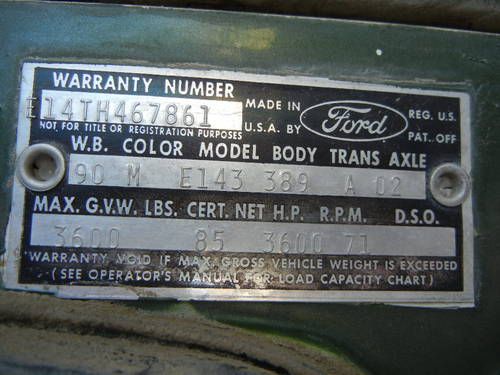 WARRANTY NUMBER
E14TH467861
MADE IN
U.S.A. BY
Ford
REG. U.S.
PAT. OFF
NOT FOR TITLE OR REGISTRATION PURPOSES
W.B. COLOR MODEL BODY TRANS AXLE
90 M E143 389 A 02
MAX. G.V.W. LBS. CERT. NET H.P. R.P.M. D.S.O.
3600 85 3600 71
WARRANTY VOID IF MAX. GROSS VEHICLE WEIGHT IS EXCEEDED
(SEE OPERATOR'S MANUAL FOR LOAD CAPACITY CHART)